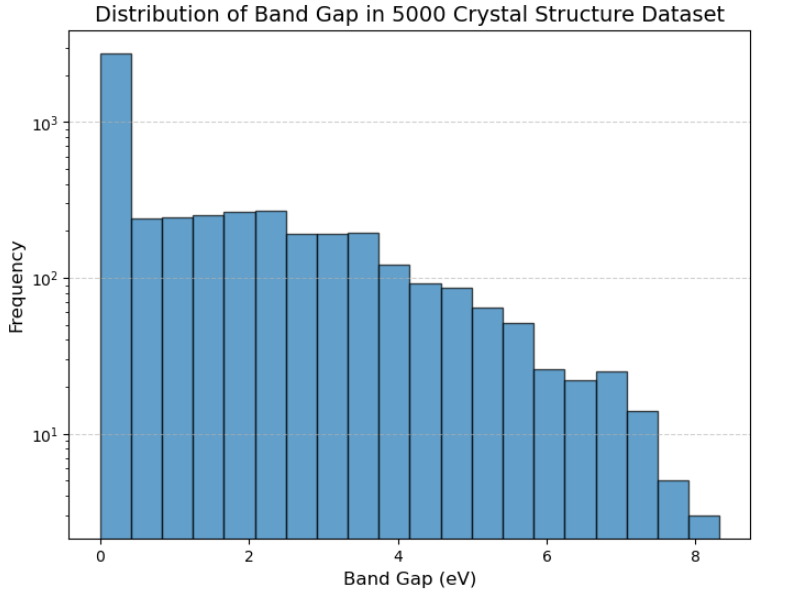 Distribution of Band Gap in 5000 Crystal Structure Dataset
Frequency
10³
10²
10¹
0 2 4 6 8
Band Gap (eV)